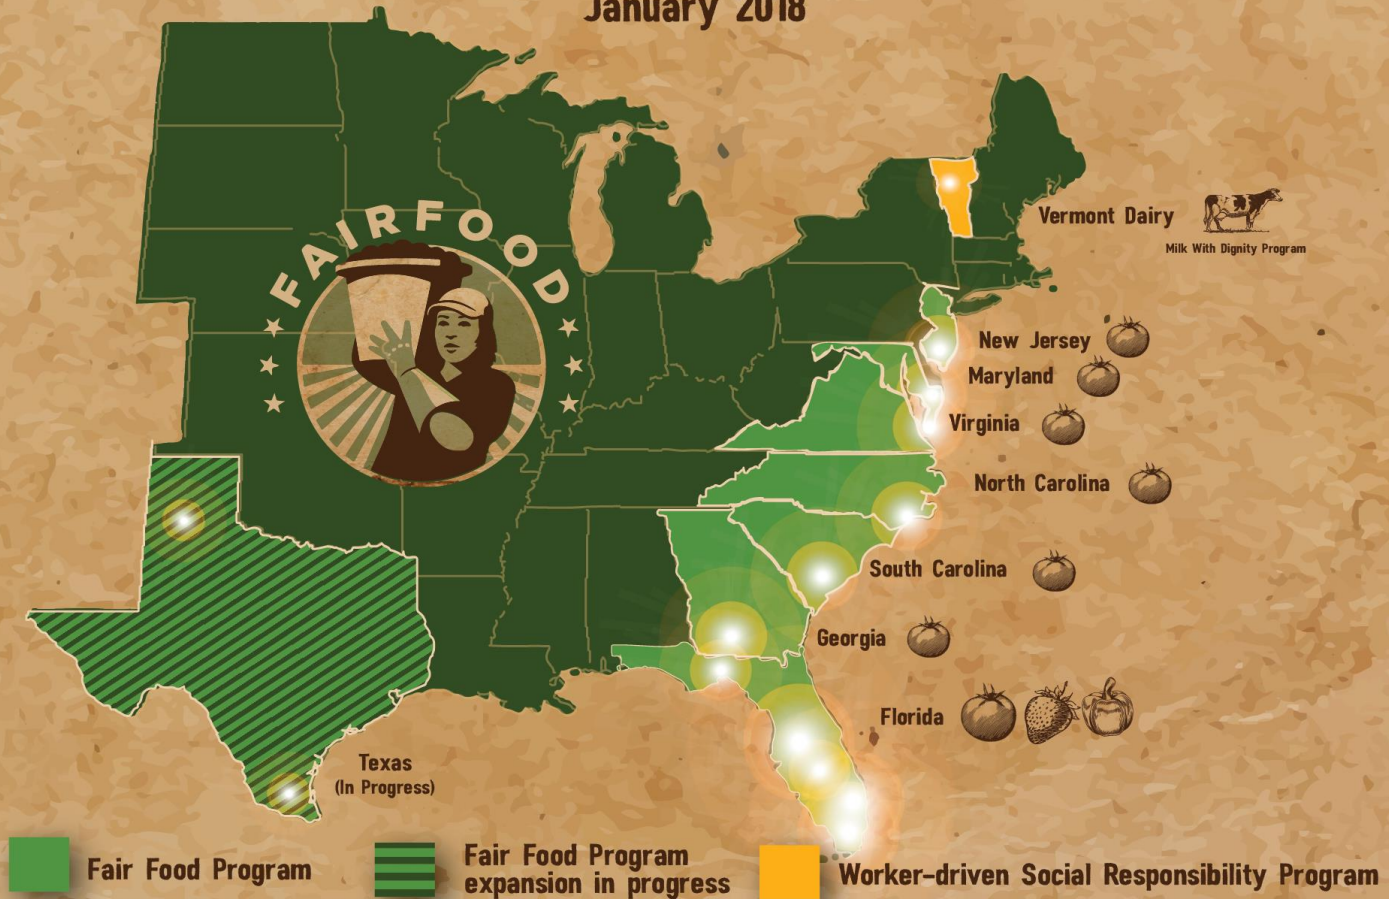 January 2018
FAIRFOOD
Vermont Dairy
Milk With Dignity Program
New Jersey
Maryland
Virginia
North Carolina
South Carolina
Georgia
Florida
Texas
(In Progress)
Fair Food Program
Fair Food Program
expansion in progress
Worker-driven Social Responsibility Program